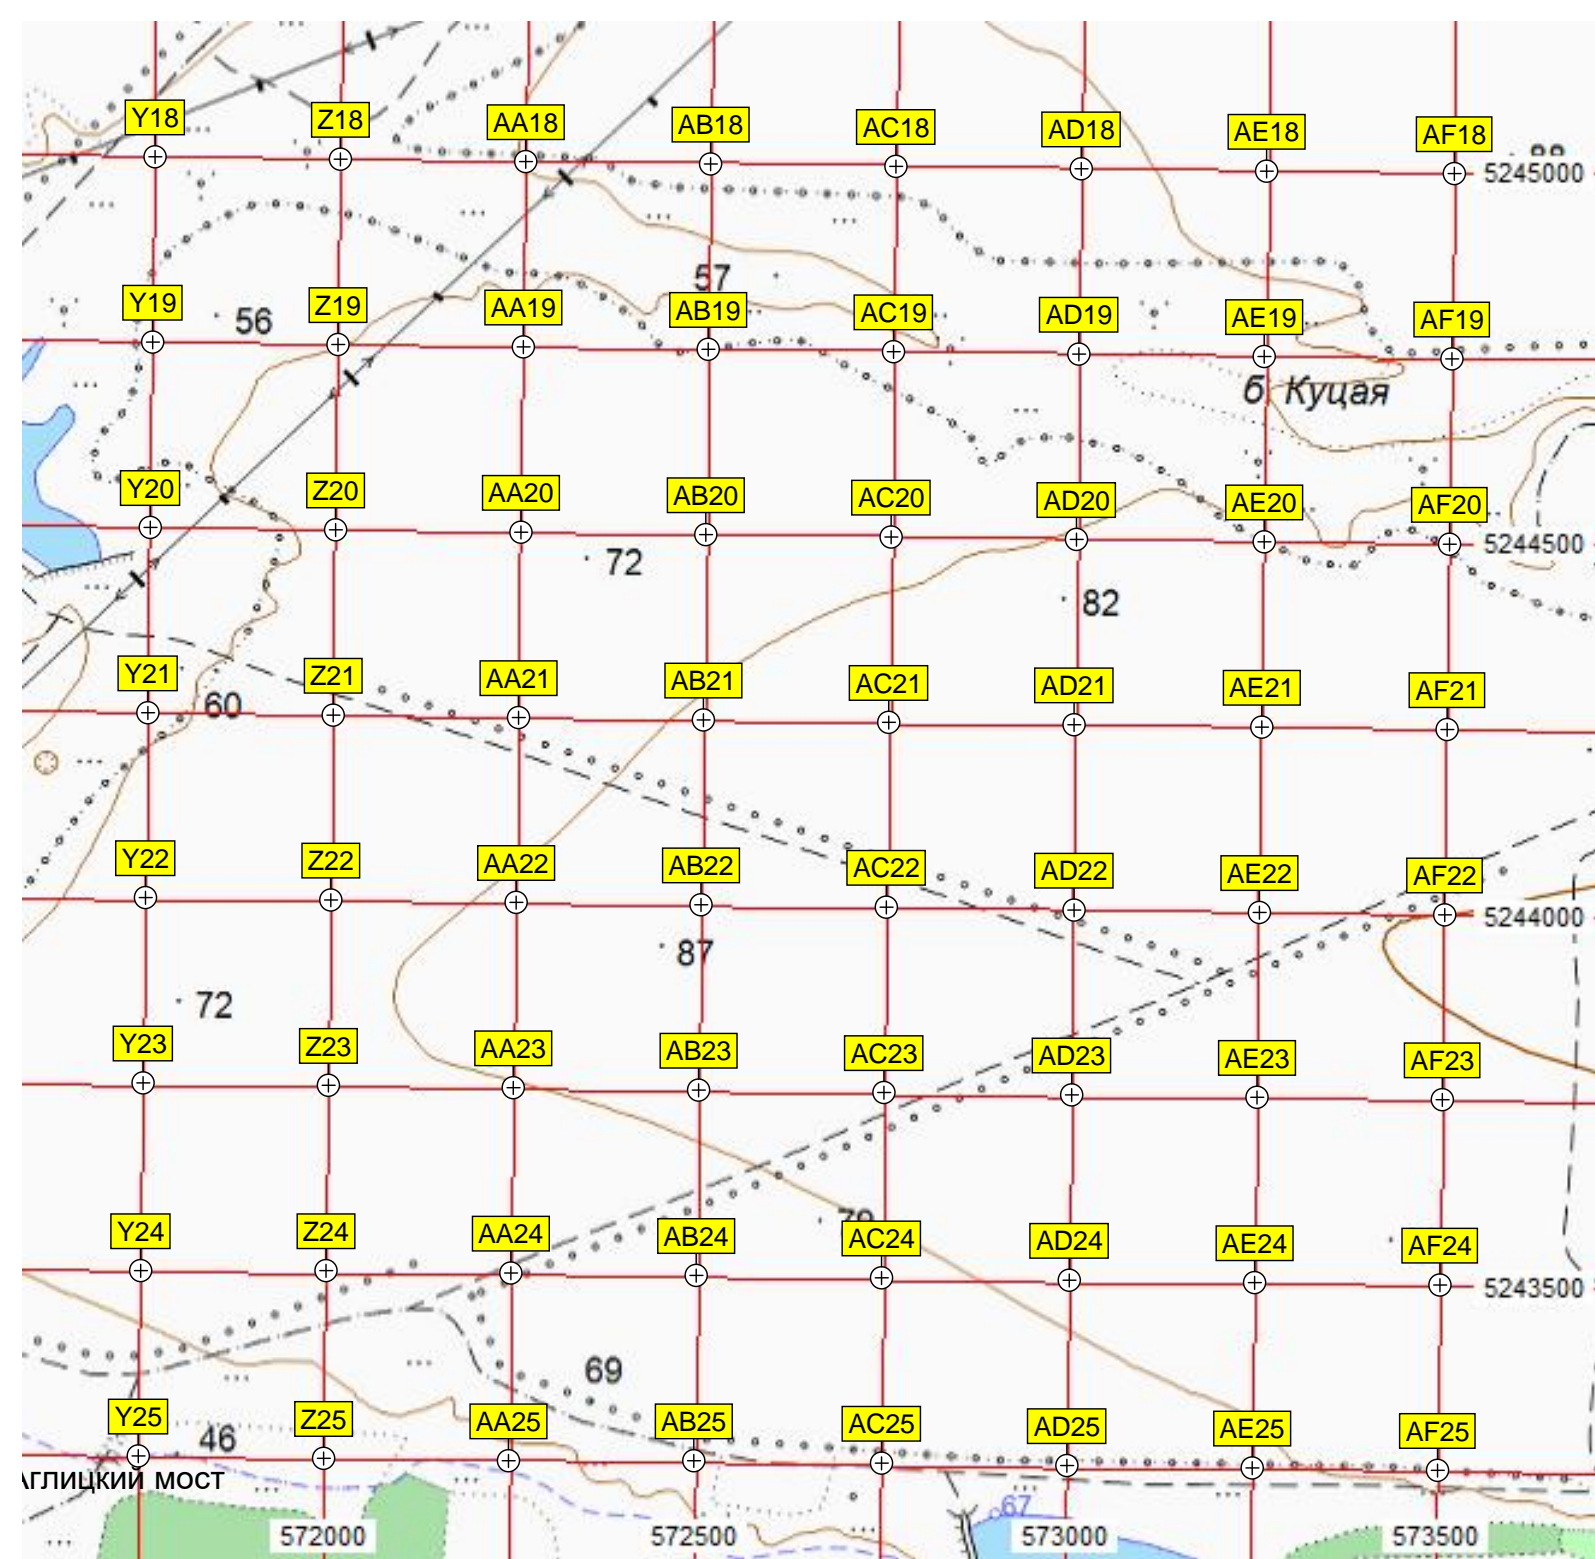 Y18 Z18 AA18 AB18 AC18 AD18 AE18 AF18
5245000
57
Y19 56 Z19 AA19 AB19 AC19 AD19 AE19 AF19
б. Куцая
Y20 Z20 AA20 AB20 AC20 AD20 AE20 AF20
5244500
72
82
Y21 Z21 AA21 AB21 AC21 AD21 AE21 AF21
60
Y22 Z22 AA22 AB22 AC22 AD22 AE22 AF22
5244000
87
72
Y23 Z23 AA23 AB23 AC23 AD23 AE23 AF23
Y24 Z24 AA24 AB24 AC24 AD24 AE24 AF24
5243500
69
Y25 Z25 AA25 AB25 AC25 AD25 AE25 AF25
46
АГЛИЦКИЙ МОСТ
67
572000 572500 573000 573500